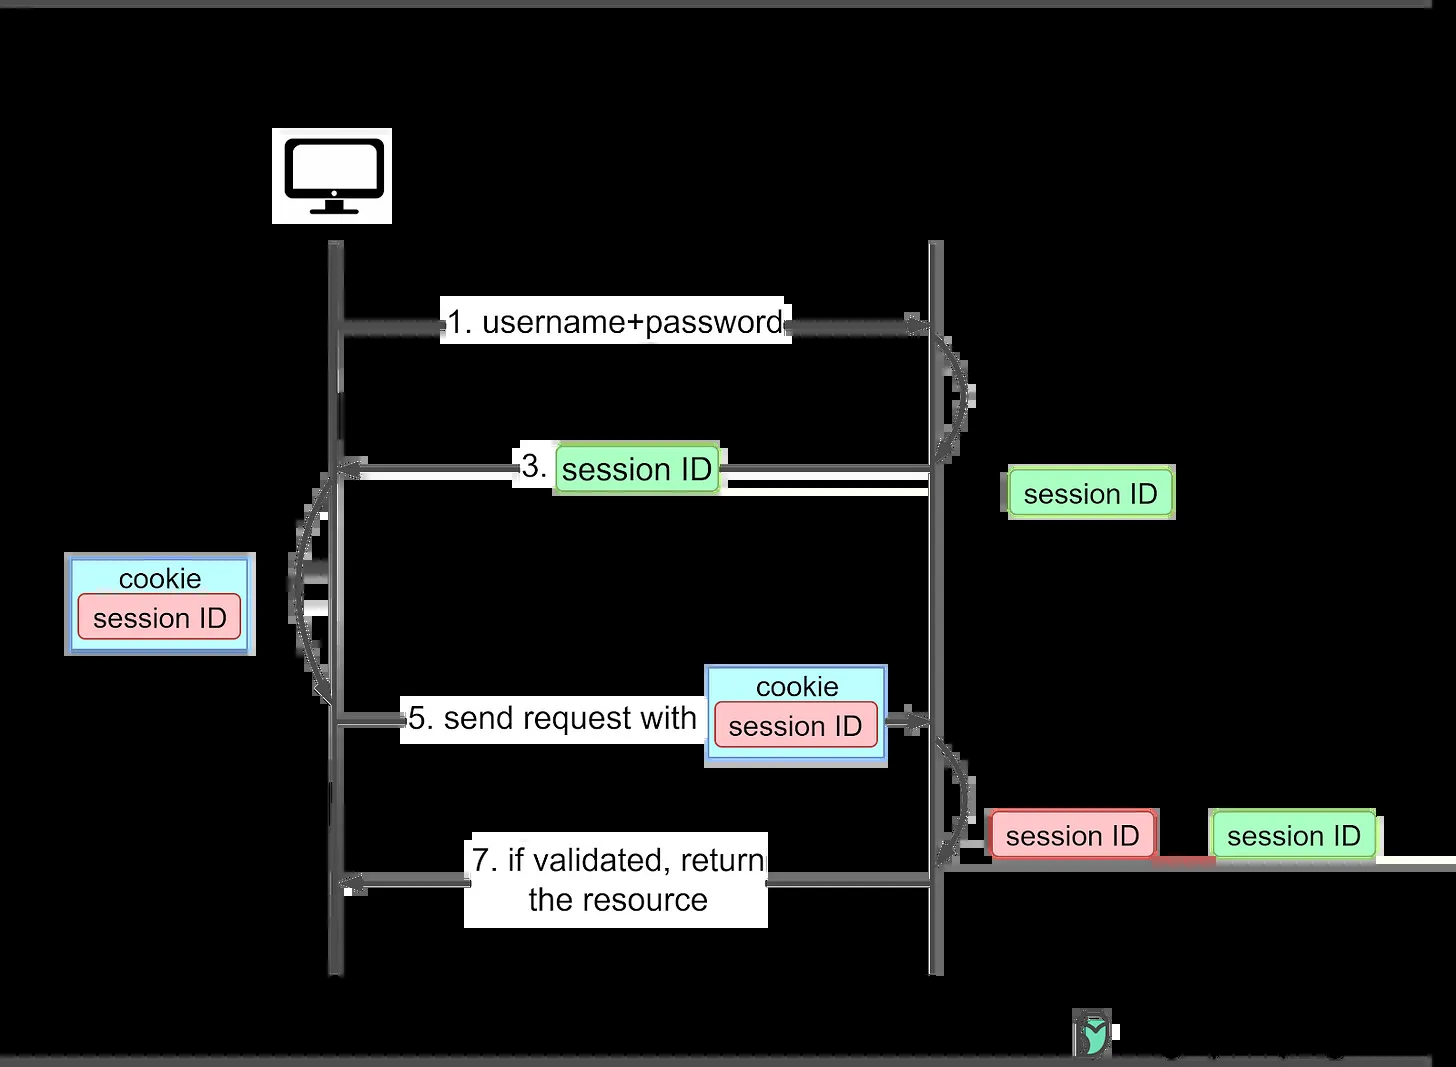 1. username+password
3. session ID
session ID
cookie
session ID
5. send request with
cookie
session ID
session ID
session ID
7. if validated, return
the resource